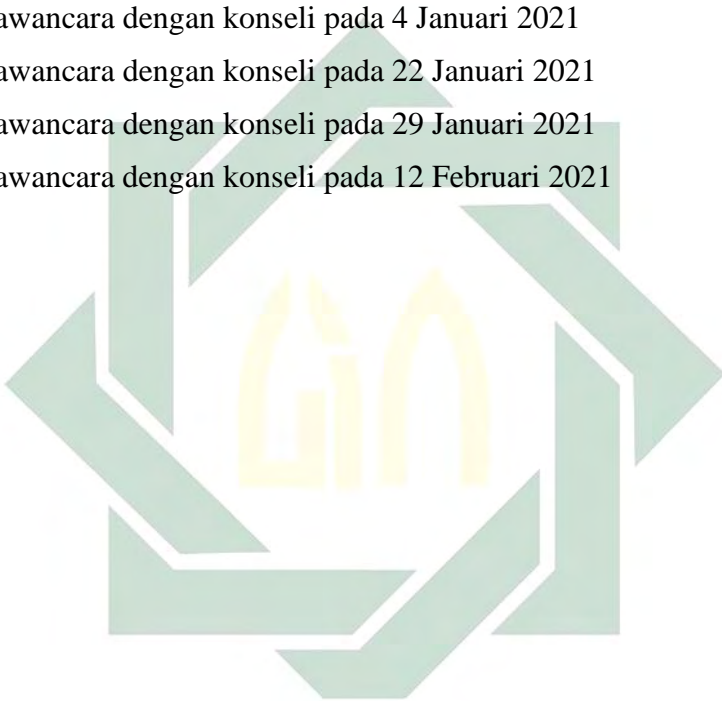 awancara dengan konseli pada 4 Januari 2021
awancara dengan konseli pada 22 Januari 2021
awancara dengan konseli pada 29 Januari 2021
awancara dengan konseli pada 12 Februari 2021